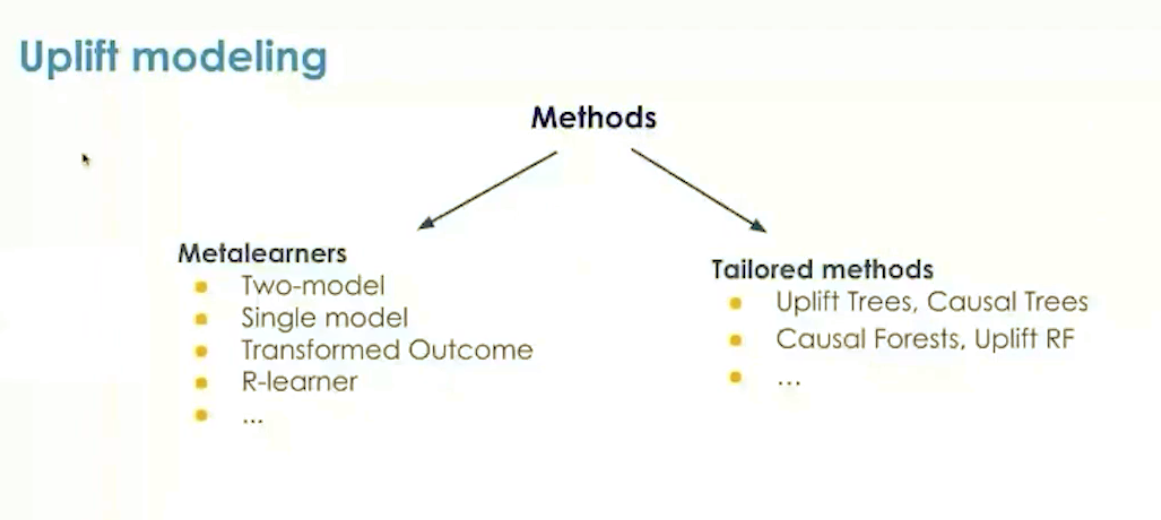 Uplift modeling
Methods
Metalearners
Two-model
Single model
Transformed Outcome
R-learner
...
Tailored methods
Uplift Trees, Causal Trees
Causal Forests, Uplift RF
...